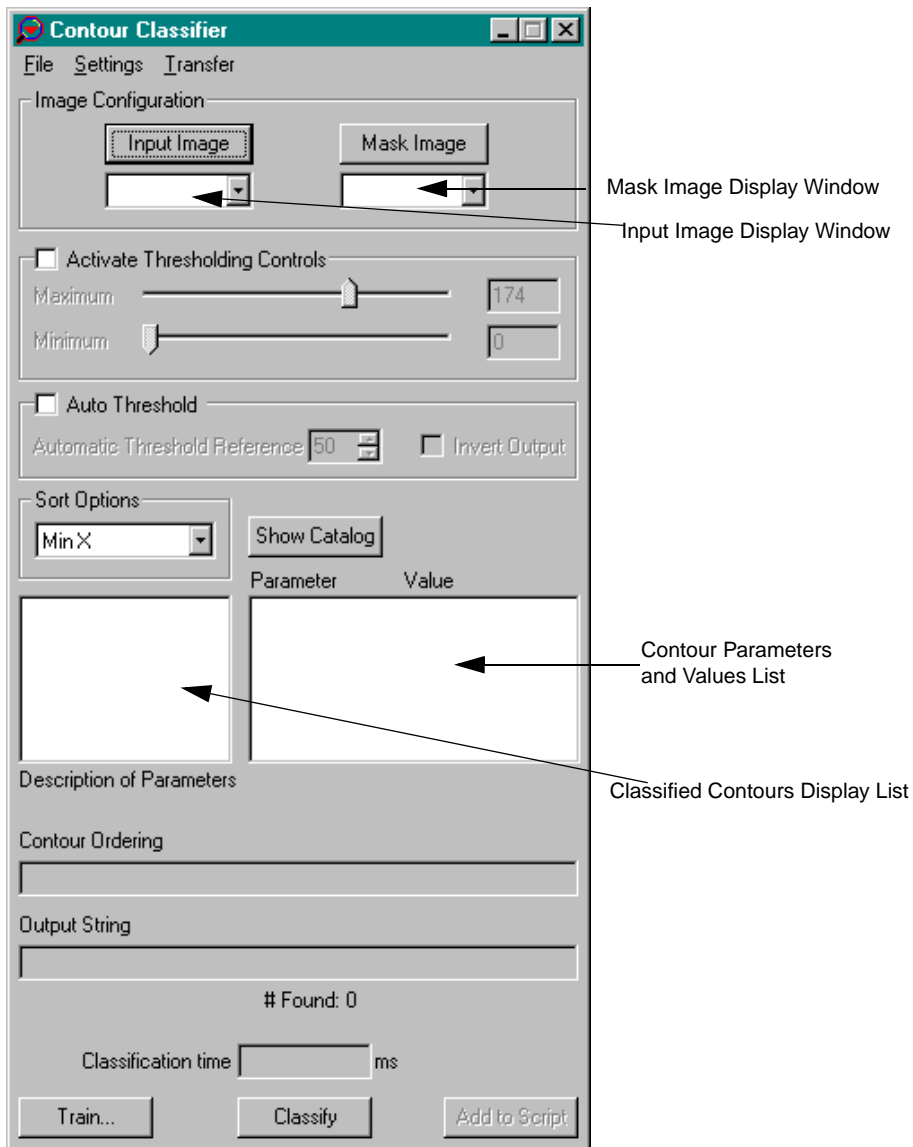 Contour Classifier
File Settings Transfer
Image Configuration
Input Image
Mask Image
Mask Image Display Window
Input Image Display Window
Activate Thresholding Controls
Maximum
174
Minimum
0
Auto Threshold
Automatic Threshold Reference 50
Invert Output
Sort Options
Min X
Show Catalog
Parameter Value
Contour Parameters
and Values List
Classified Contours Display List
Description of Parameters
Contour Ordering
Output String
# Found: 0
Classification time ms
Train...
Classify
Add to Script